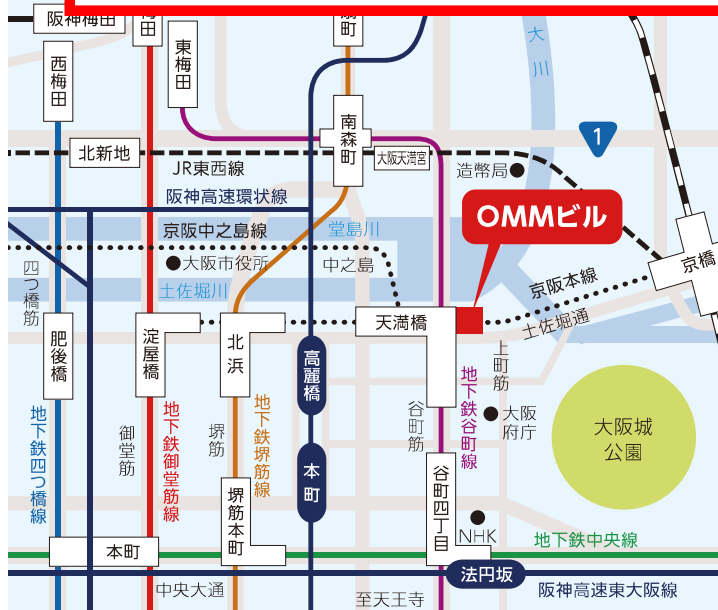 阪神梅田
梅田
東梅田
扇町
大川
西梅田
南森町
1
北新地
大阪天満宮
JR東西線
造幣局
阪神高速環状線
OMMビル
京阪中之島線
堂島川
大阪市役所
中之島
京橋
四つ橋筋
土佐堀川
京阪本線
土佐堀通
肥後橋
淀屋橋
北浜
天満橋
高麗橋
上町筋
地下鉄四つ橋線
御堂筋
地下鉄御堂筋線
堺筋
地下鉄堺筋線
谷町筋
地下鉄谷町線
大阪
府庁
大阪城
公園
本町
谷町四丁目
堺筋本町
NHK
本町
地下鉄中央線
法円坂
中央大通
至天王寺
阪神高速東大阪線